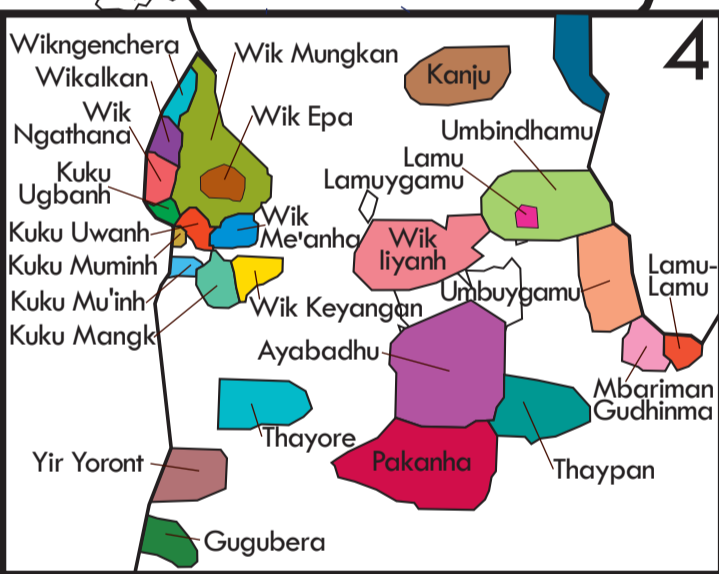 4
Wikngenchera
Wik Mungkan
Wikalkan
Kanju
Wik
Ngathana
Wik Epa
Umbindhamu
Lamu
Lamuygamu
Kuku
Ugbanh
Wik
Me'anha
Kuku Uwanh
Wik
Iiyanh
Kuku Muminh
Lamu-
Lamu
Kuku Mu'inh
Umbuygamu
Wik Keyangan
Kuku Mangk
Ayabadhu
Mbariman
Gudhinma
Thayore
Yir Yoront
Pakanha
Thaypan
Gugubera